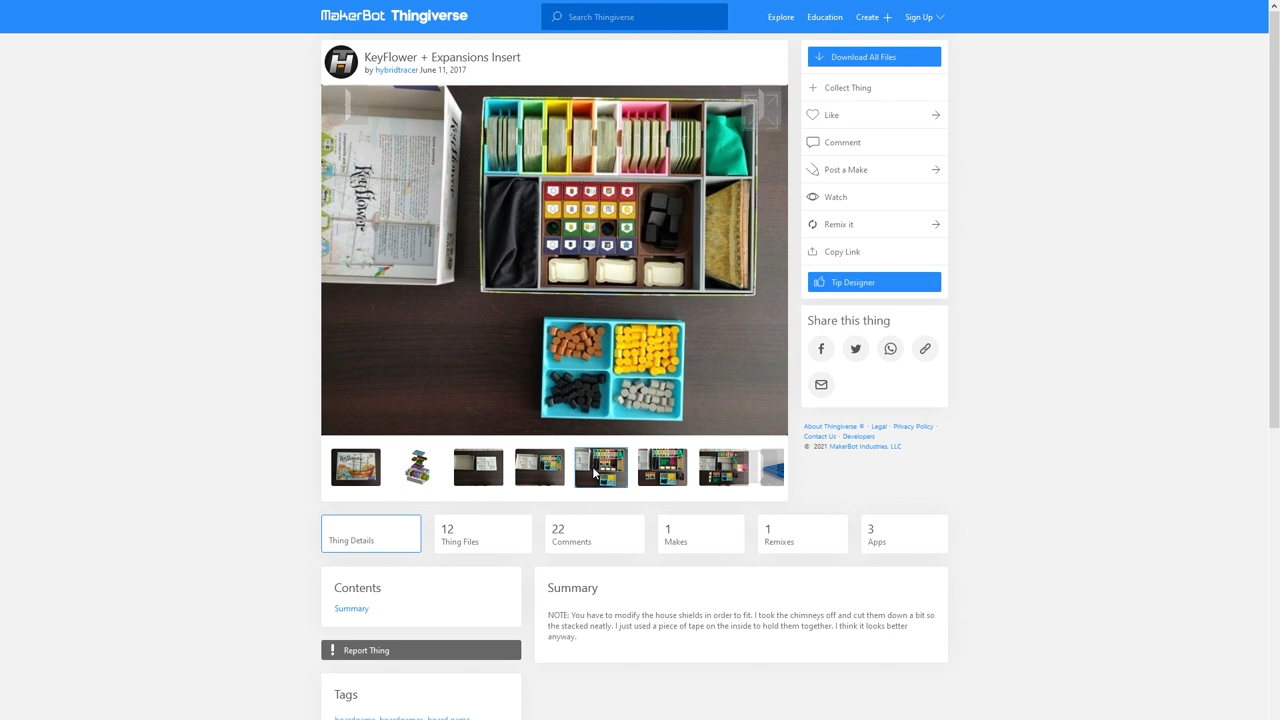 MakerBot Thingiverse
Search Thingiverse
Explore
Education
Create
Sign Up
KeyFlower + Expansions Insert
by hybridtracer June 11, 2017
KeyFlower
Download All Files
Collect Thing
Like
Comment
Post a Make
Watch
Remix it
Copy Link
Tip Designer
Share this thing
About Thingiverse ® · Legal · Privacy Policy ·
Contact Us · Developers
© 2021 MakerBot Industries, LLC
Thing Details
12
Thing Files
22
Comments
1
Makes
1
Remixes
3
Apps
Contents
Summary
Report Thing
Tags
boardgame boardgames board game
Summary
NOTE: You have to modify the house shields in order to fit. I took the chimneys off and cut them down a bit so
the stacked neatly. I just used a piece of tape on the inside to hold them together. I think it looks better
anyway.